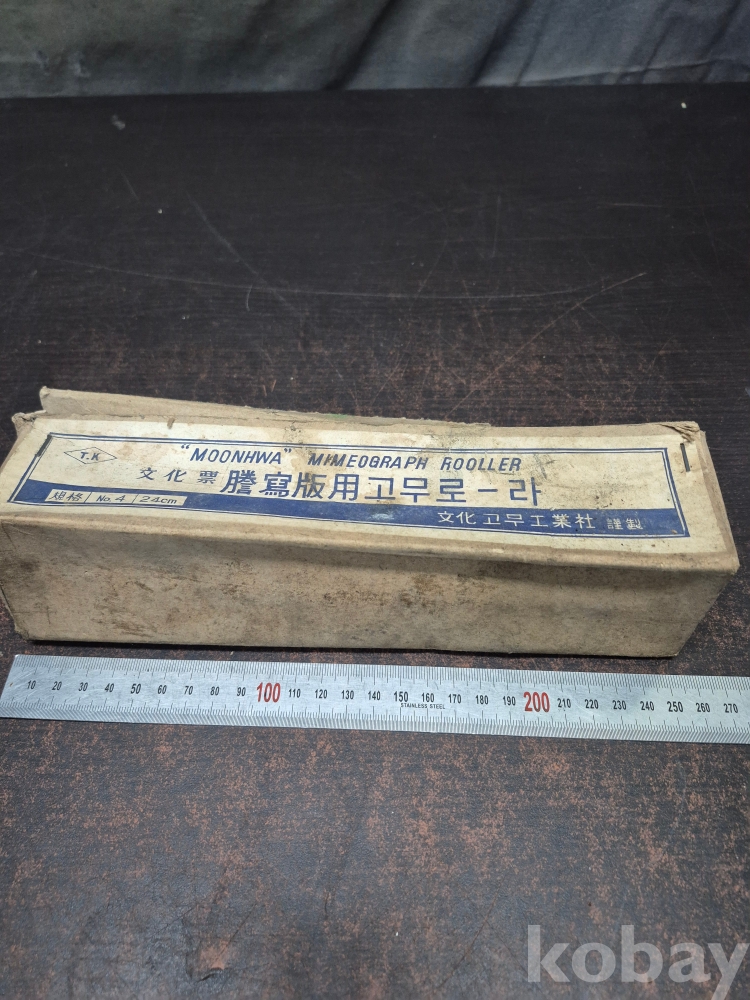 T.K
"MOONHWA" MIMEOGRAPH ROOLLER
文化票 謄寫版用고무로-라
規格 No.4 24cm
文化고무工業社 謹製
10 20 30 40 50 60 70 80 90 100 110 120 130 140 150 160 170 180 190 200 210 220 230 240 250 260 270
STAINLESS STEEL
kobay